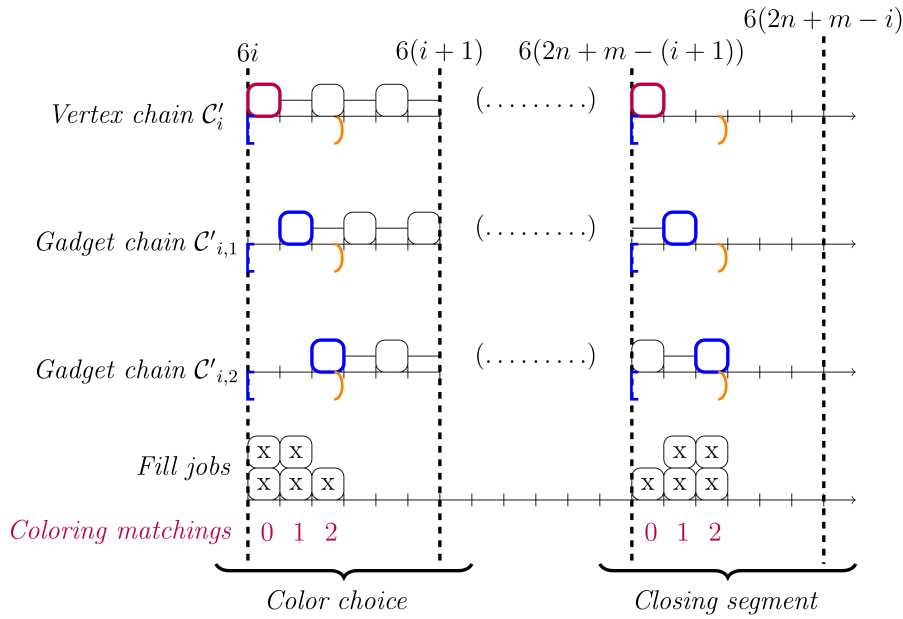 6(2n + m − i)
6i
6(i + 1)
6(2n + m − (i + 1))
Vertex chain 𝒞′ᵢ
(. . . . . . . . .)
Gadget chain 𝒞′ᵢ,₁
(. . . . . . . . .)
Gadget chain 𝒞′ᵢ,₂
(. . . . . . . . .)
x x x x
Fill jobs
x x x x x x
Coloring matchings 0 1 2 0 1 2
Color choice
Closing segment